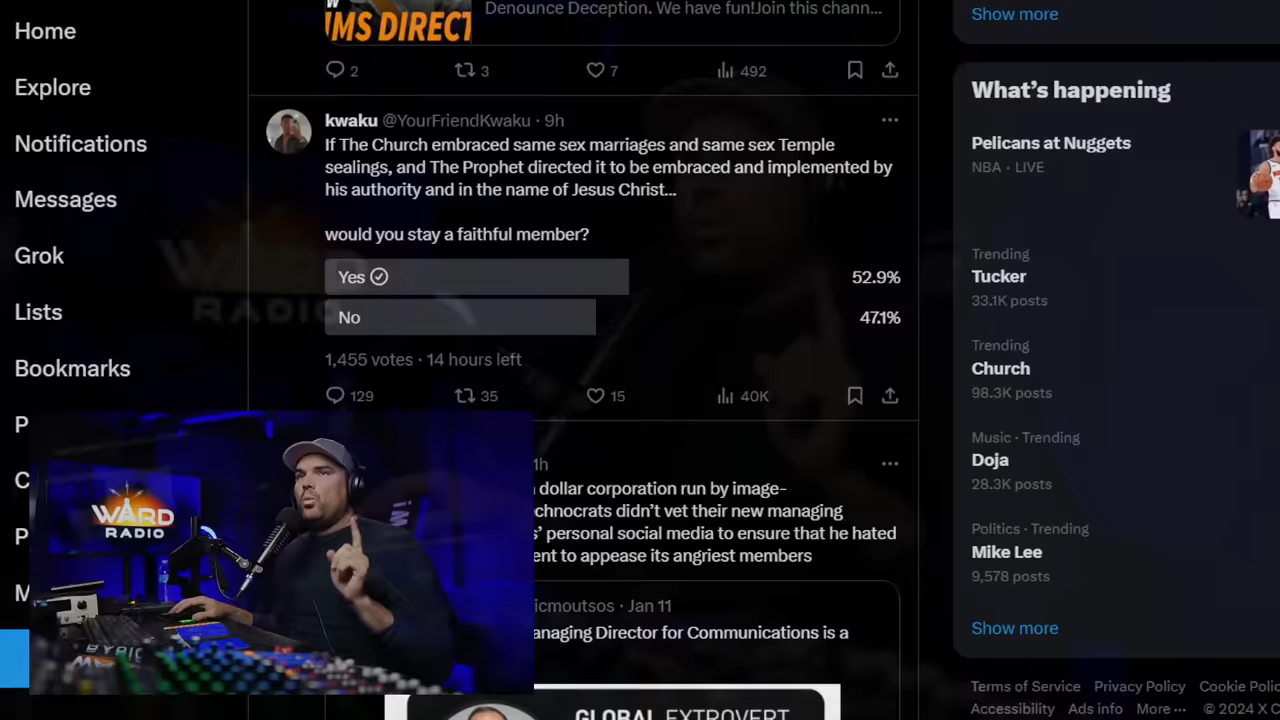 Home
Explore
Notifications
Messages
Grok
Lists
Bookmarks
P
C
P
M
IMS DIRECT
Denounce Deception. We have fun!Join this chann...
2
3
7
492
kwaku @YourFriendKwaku · 9h
If The Church embraced same sex marriages and same sex Temple
sealings, and The Prophet directed it to be embraced and implemented by
his authority and in the name of Jesus Christ...
would you stay a faithful member?
Yes
52.9%
No
47.1%
1,455 votes · 14 hours left
129
35
15
40K
1h
dollar corporation run by image-
chnocrats didn't vet their new managing
s' personal social media to ensure that he hated
ent to appease its angriest members
icmoutsos · Jan 11
anaging Director for Communications is a
GLOBAL EXTROVERT
WARD
RADIO
WARD
RADIO
Show more
What's happening
Pelicans at Nuggets
NBA · LIVE
Trending
Tucker
33.1K posts
Trending
Church
98.3K posts
Music · Trending
Doja
28.3K posts
Politics · Trending
Mike Lee
9,578 posts
Show more
Terms of Service Privacy Policy Cookie Polic
Accessibility Ads info More ··· © 2024 X C